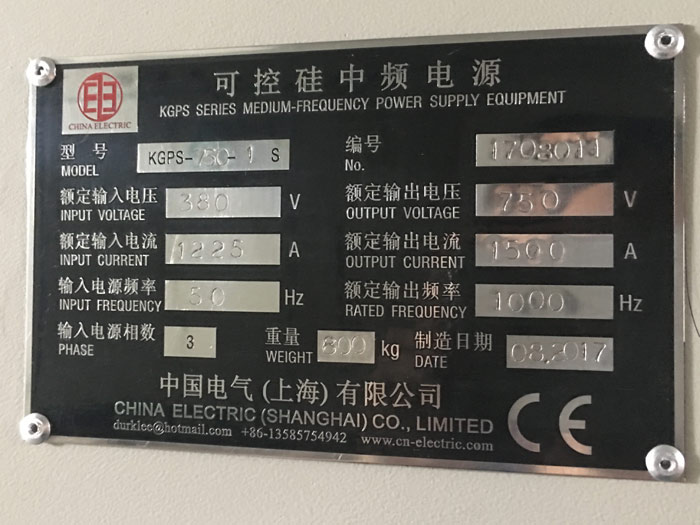 可控硅中频电源
KGPS SERIES MEDIUM-FREQUENCY POWER SUPPLY EQUIPMENT
CHINA ELECTRIC
型号 KGPS-750-1 S
MODEL
编号 1703011
No.
额定输入电压 380 V
INPUT VOLTAGE
额定输出电压 750 V
OUTPUT VOLTAGE
额定输入电流 1225 A
INPUT CURRENT
额定输出电流 1500 A
OUTPUT CURRENT
输入电源频率 50 Hz
INPUT FREQUENCY
额定输出频率 1000 Hz
RATED FREQUENCY
输入电源相数 3
PHASE
重量 800 kg
WEIGHT
制造日期 08,2017
DATE
中国电气(上海)有限公司
CHINA ELECTRIC (SHANGHAI) CO., LIMITED
durklee@hotmail.com +86-13585754942 www.cn-electric.com
CE